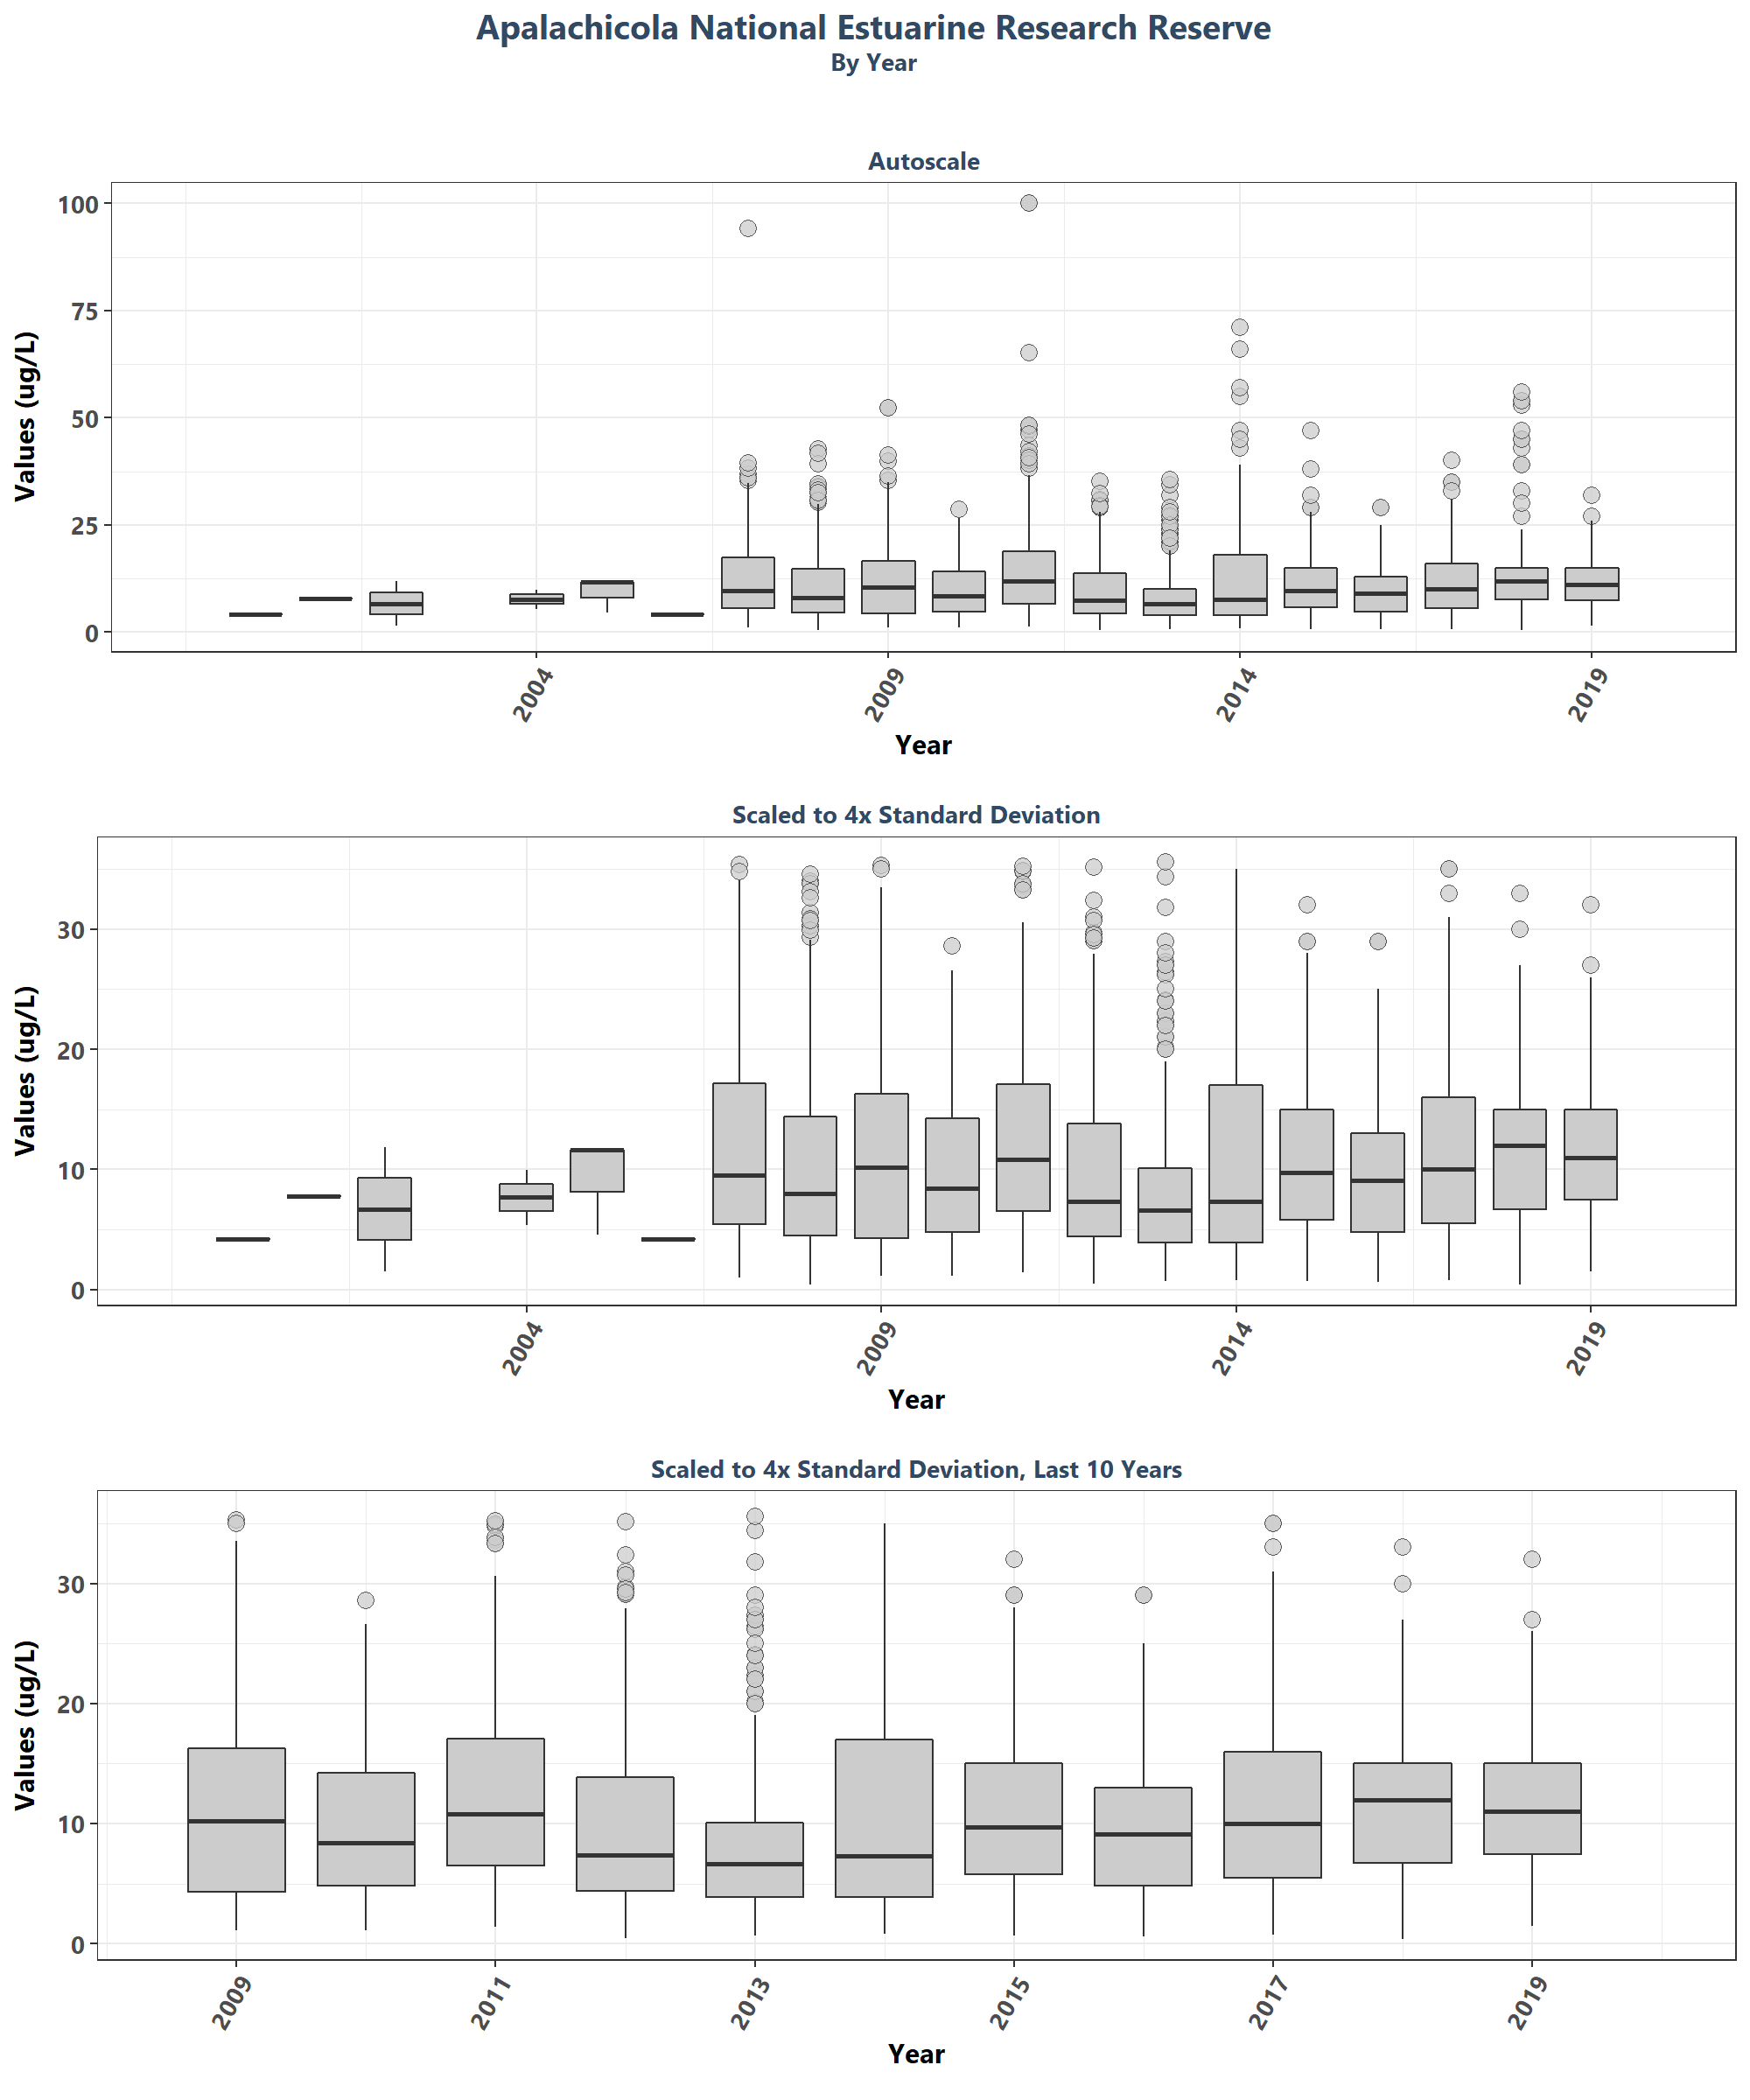 Apalachicola National Estuarine Research Reserve
By Year
Autoscale
Values (ug/L)
100
75
50
25
0
2004
2009
2014
2019
Year
Scaled to 4x Standard Deviation
Values (ug/L)
30
20
10
0
2004
2009
2014
2019
Year
Scaled to 4x Standard Deviation, Last 10 Years
Values (ug/L)
30
20
10
0
2009
2011
2013
2015
2017
2019
Year